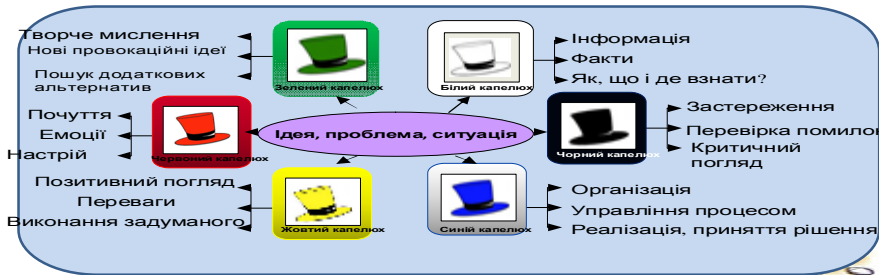 Творче мислення
Нові провокаційні ідеї
Пошук додаткових
альтернатив
Зелений капелюх
Білий капелюх
Інформація
Факти
Як, що і де взнати?
Почуття
Емоції
Настрій
Червоний капелюх
Ідея, проблема, ситуація
Чорний капелюх
Застереження
Перевірка помилок
Критичний
погляд
Позитивний погляд
Переваги
Виконання задуманого
Жовтий капелюх
Синій капелюх
Організація
Управління процесом
Реалізація, приняття рішення